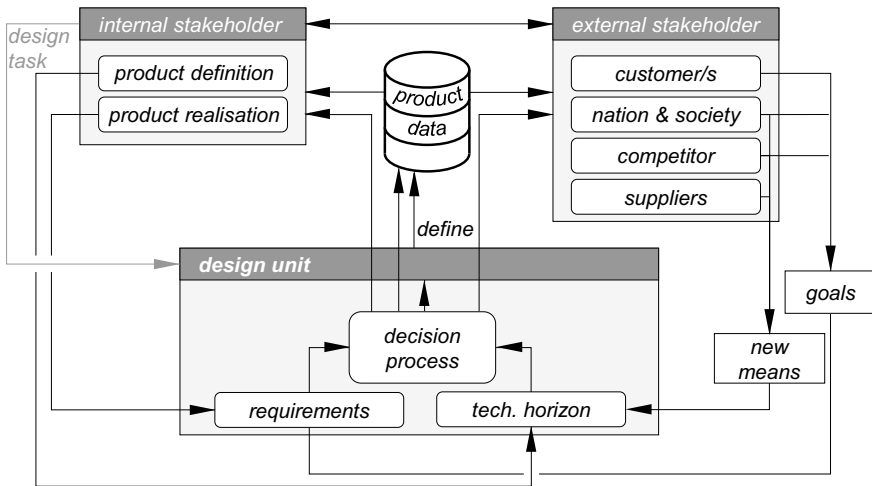 design
task
internal stakeholder
product definition
product realisation
product
data
external stakeholder
customer/s
nation & society
competitor
suppliers
define
design unit
decision
process
requirements
tech. horizon
goals
new
means